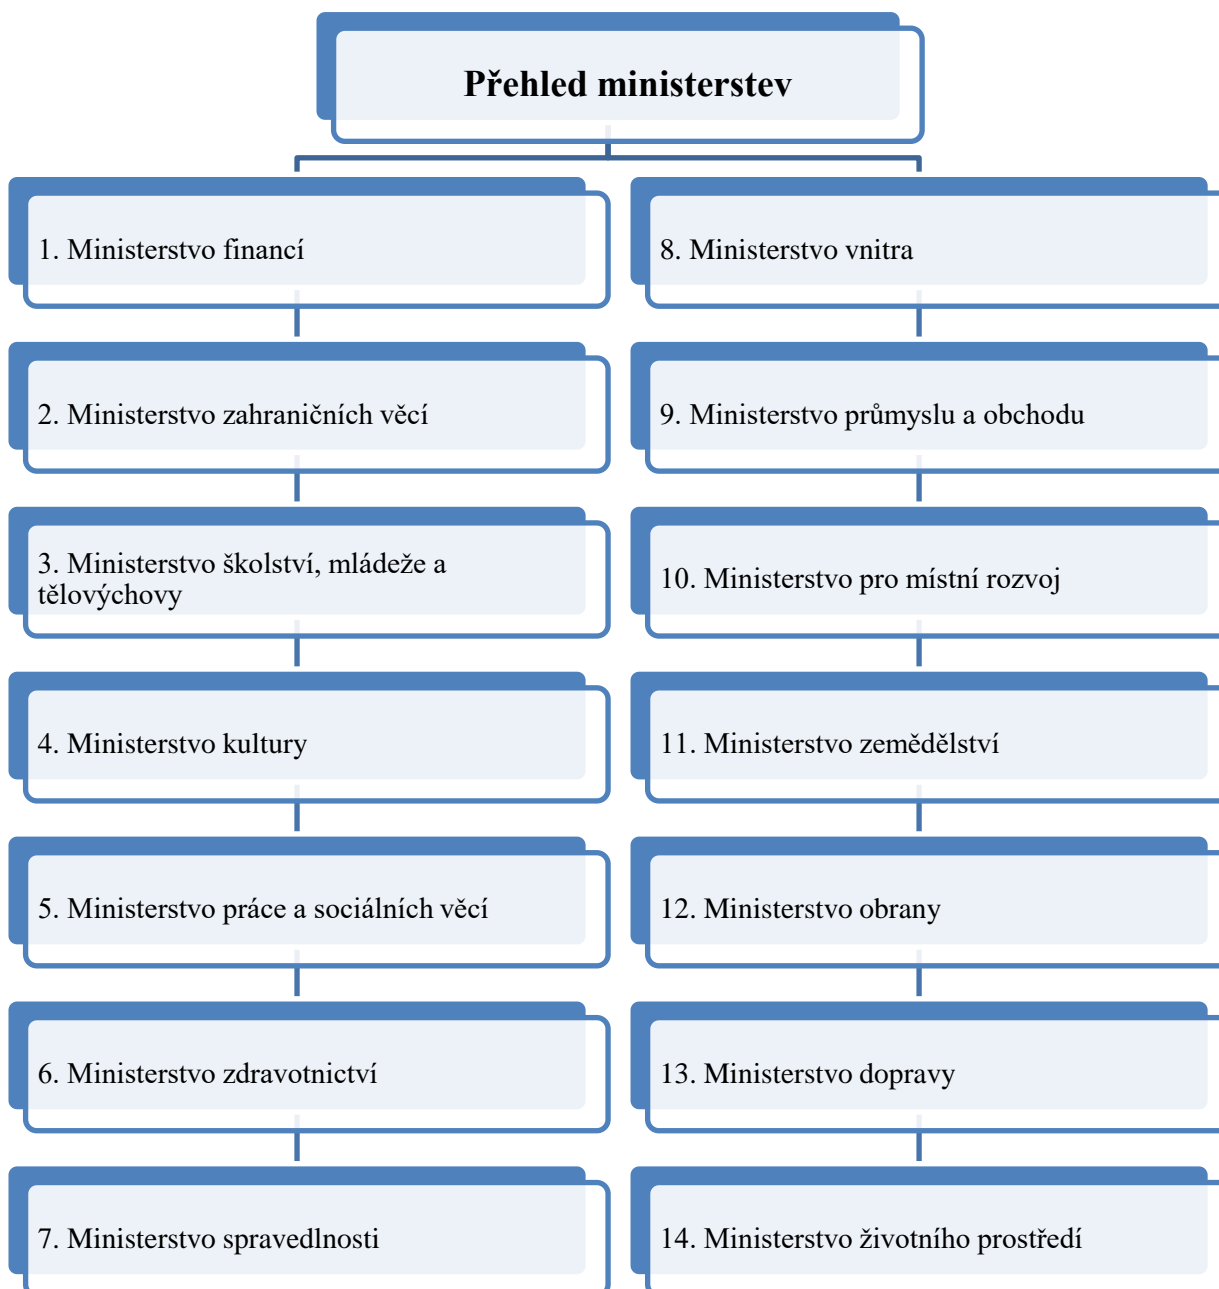 Přehled ministerstev
1. Ministerstvo financí
2. Ministerstvo zahraničních věcí
3. Ministerstvo školství, mládeže a
tělovýchovy
4. Ministerstvo kultury
5. Ministerstvo práce a sociálních věcí
6. Ministerstvo zdravotnictví
7. Ministerstvo spravedlnosti
8. Ministerstvo vnitra
9. Ministerstvo průmyslu a obchodu
10. Ministerstvo pro místní rozvoj
11. Ministerstvo zemědělství
12. Ministerstvo obrany
13. Ministerstvo dopravy
14. Ministerstvo životního prostředí